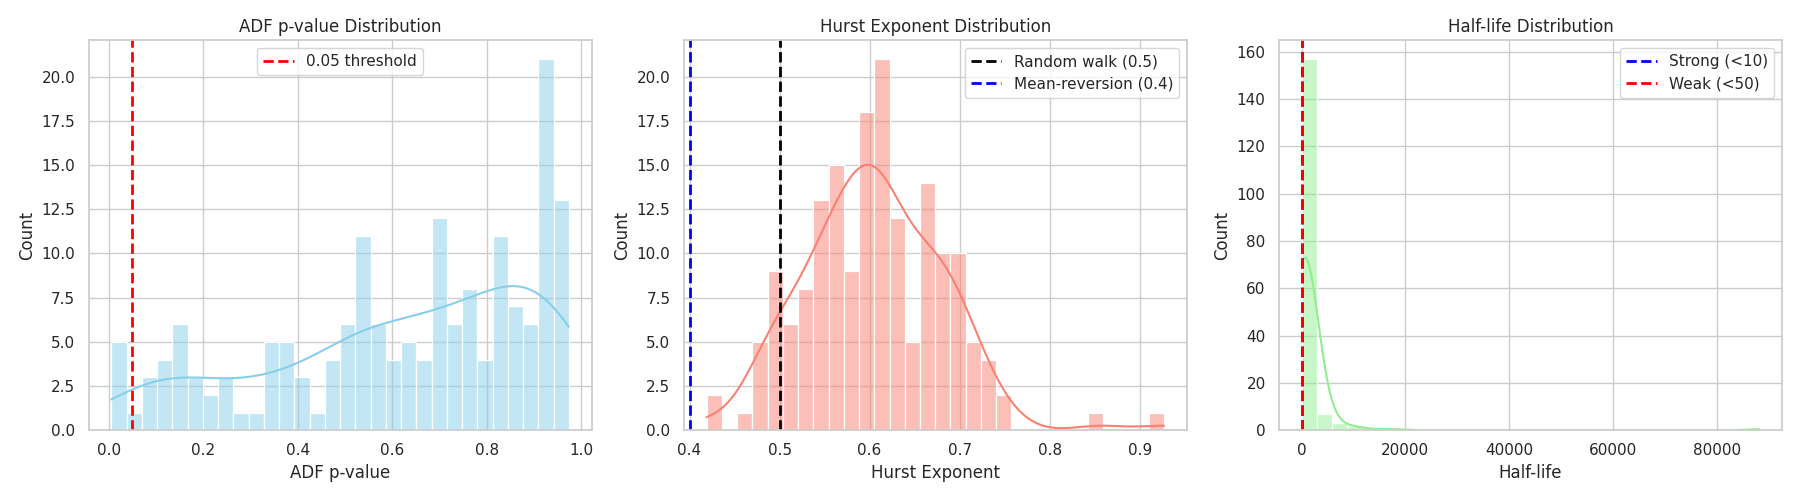 ADF p-value Distribution
0.05 threshold
Count
20.0
17.5
15.0
12.5
10.0
7.5
5.0
2.5
0.0
0.0 0.2 0.4 0.6 0.8 1.0
ADF p-value
Hurst Exponent Distribution
Random walk (0.5)
Mean-reversion (0.4)
Count
20.0
17.5
15.0
12.5
10.0
7.5
5.0
2.5
0.0
0.4 0.5 0.6 0.7 0.8 0.9
Hurst Exponent
Half-life Distribution
Strong (<10)
Weak (<50)
Count
160
140
120
100
80
60
40
20
0
0 20000 40000 60000 80000
Half-life